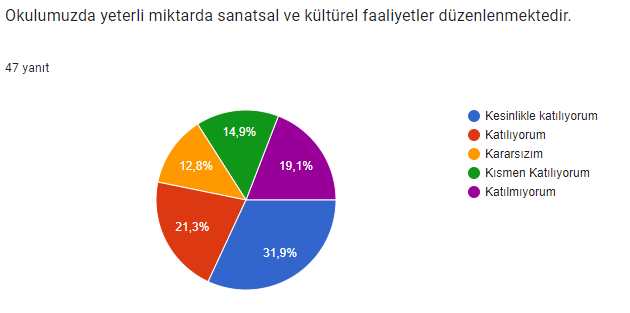 Okulumuzda yeterli miktarda sanatsal ve kültürel faaliyetler düzenlenmektedir.
47 yanıt
14,9%
12,8%
19,1%
21,3%
31,9%
Kesinlikle katılıyorum
Katılıyorum
Kararsızım
Kısmen Katılıyorum
Katılmıyorum